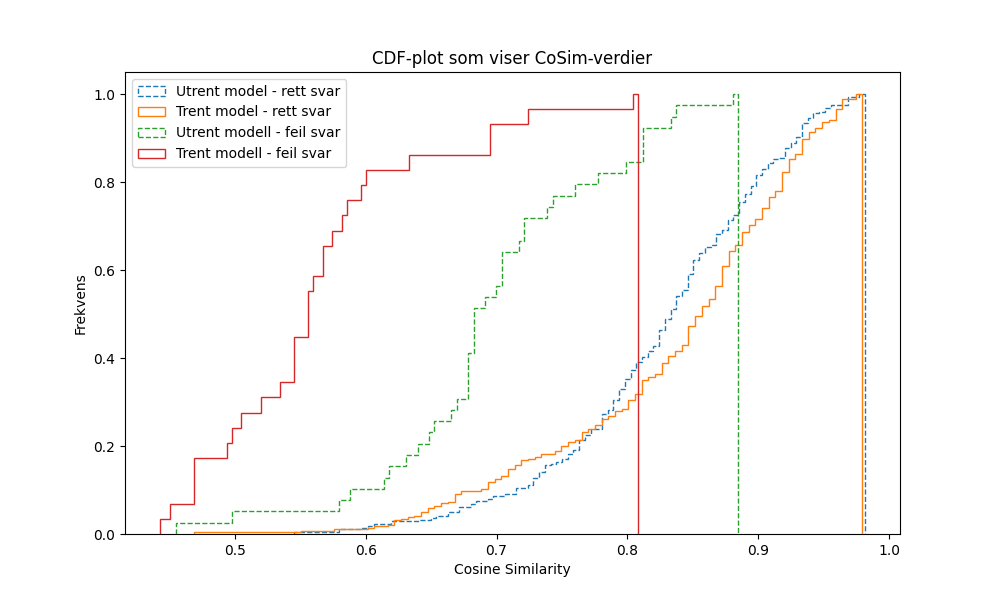 CDF-plot som viser CoSim-verdier
Utrent model - rett svar
Trent model - rett svar
Utrent modell - feil svar
Trent modell - feil svar
Frekvens
1.0
0.8
0.6
0.4
0.2
0.0
0.5
0.6
0.7
0.8
0.9
1.0
Cosine Similarity